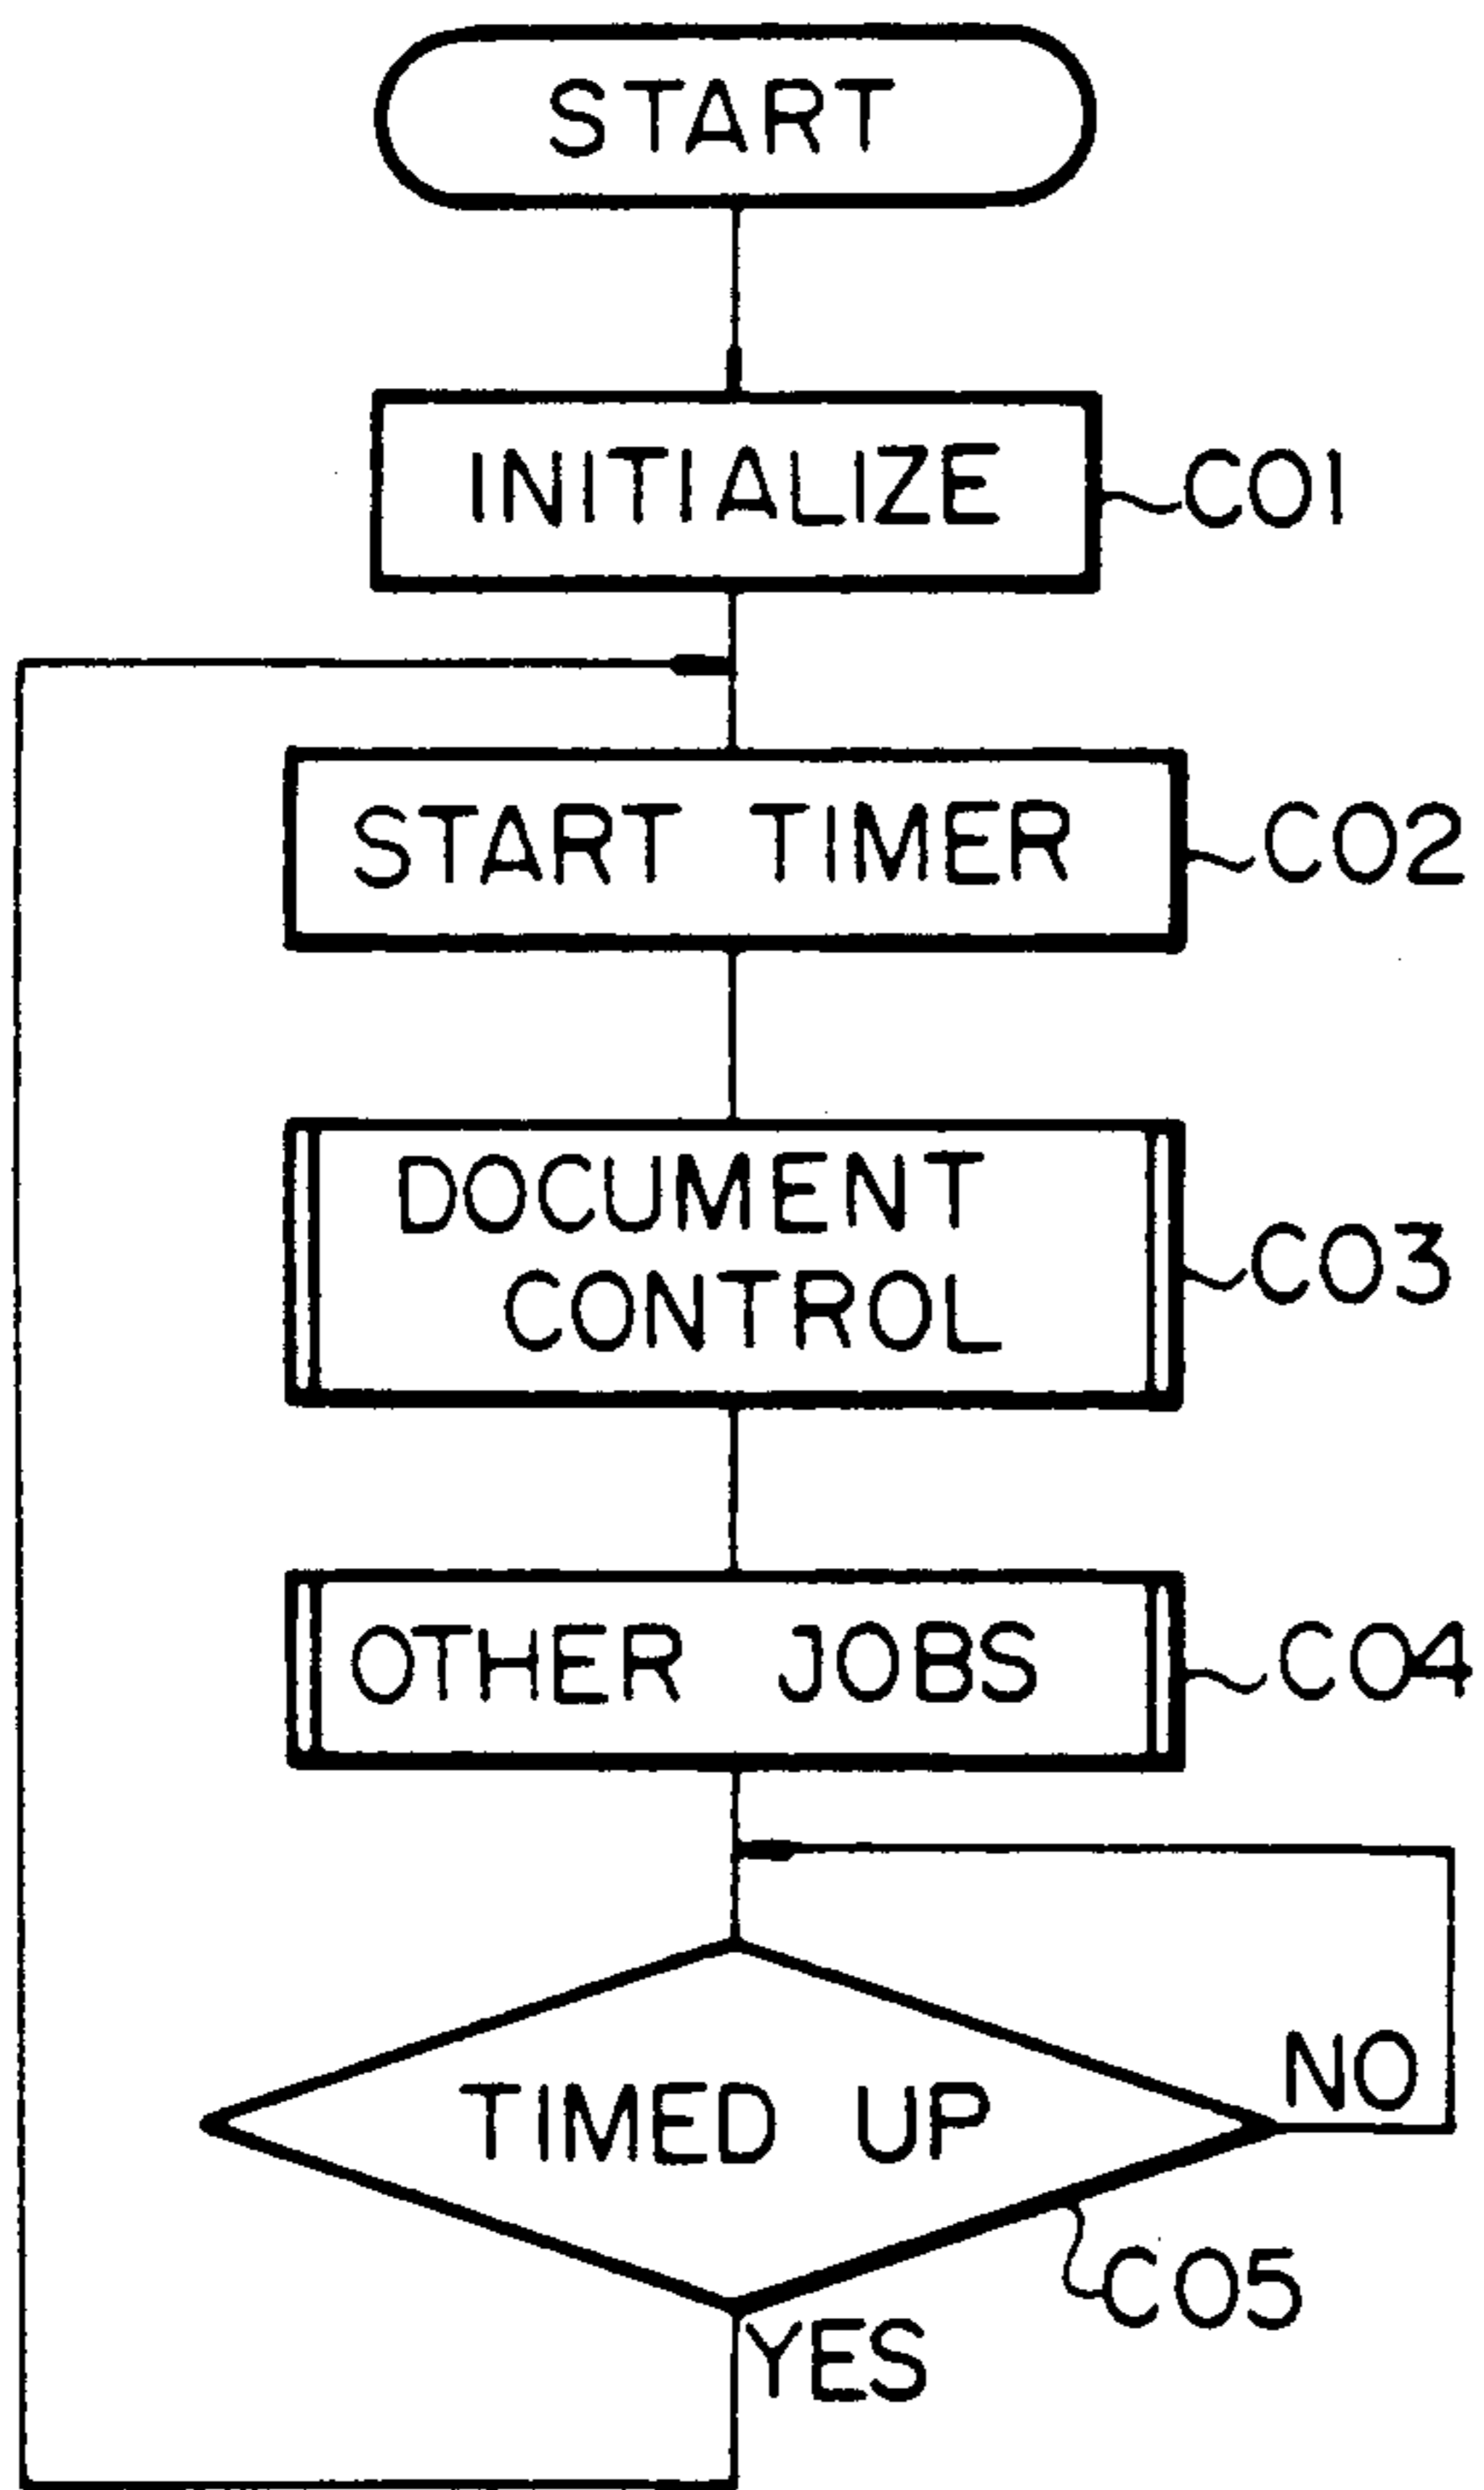 START
INITIALIZE
C01
START TIMER
C02
DOCUMENT
CONTROL
C03
OTHER JOBS
C04
TIMED UP
NO
C05
YES